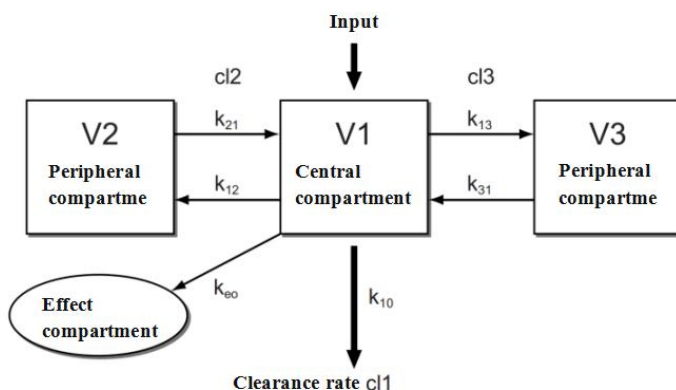 Input
cl2
cl3
V2
Peripheral
compartme
k21
k12
V1
Central
compartment
k13
k31
V3
Peripheral
compartme
Effect
compartment
keo
k10
Clearance rate cl1